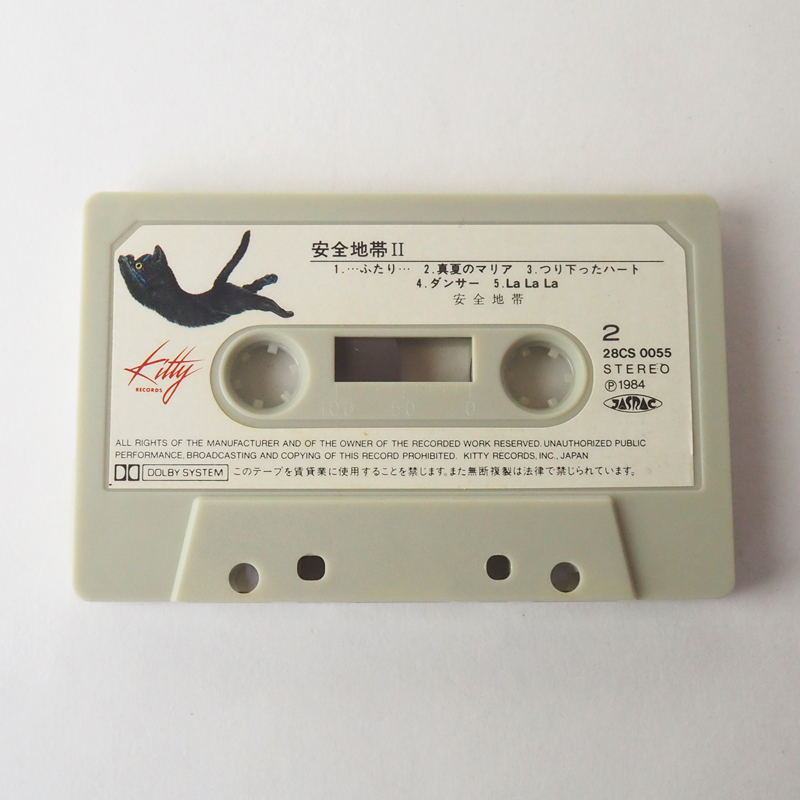 安全地帯II
1.…ふたり… 2.真夏のマリア 3.つり下ったハート
4.ダンサー 5.La La La
安全地帯
Kitty
RECORDS
2
28CS 0055
STEREO
Ⓟ1984
JASRAC
ALL RIGHTS OF THE MANUFACTURER AND OF THE OWNER OF THE RECORDED WORK RESERVED. UNAUTHORIZED PUBLIC
PERFORMANCE, BROADCASTING AND COPYING OF THIS RECORD PROHIBITED. KITTY RECORDS, INC., JAPAN
DOLBY SYSTEM このテープを賃貸業に使用することを禁じます。また無断複製は法律で禁じられています。